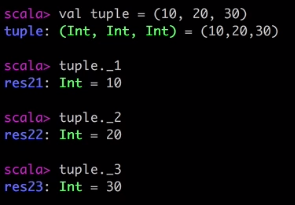 scala> val tuple = (10, 20, 30)
tuple: (Int, Int, Int) = (10,20,30)
scala> tuple._1
res21: Int = 10
scala> tuple._2
res22: Int = 20
scala> tuple._3
res23: Int = 30